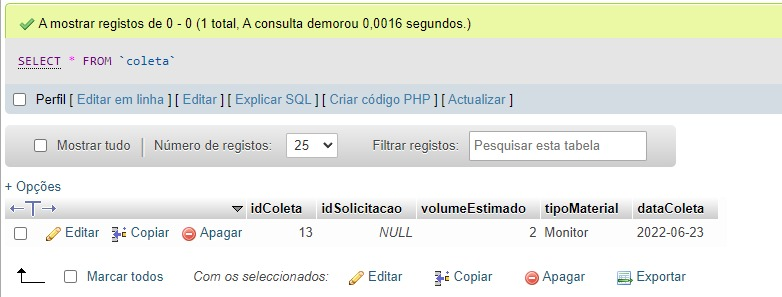 A mostrar registos de 0 - 0 (1 total, A consulta demorou 0,0016 segundos.)
SELECT * FROM `coleta`
Perfil [ Editar em linha ] [ Editar ] [ Explicar SQL ] [ Criar código PHP ] [ Actualizar ]
Mostrar tudo | Número de registos: 25 Filtrar registos: Pesquisar esta tabela
+ Opções
←T→ idColeta idSolicitacao volumeEstimado tipoMaterial dataColeta
Editar Copiar Apagar 13 NULL 2 Monitor 2022-06-23
Marcar todos Com os seleccionados: Editar Copiar Apagar Exportar